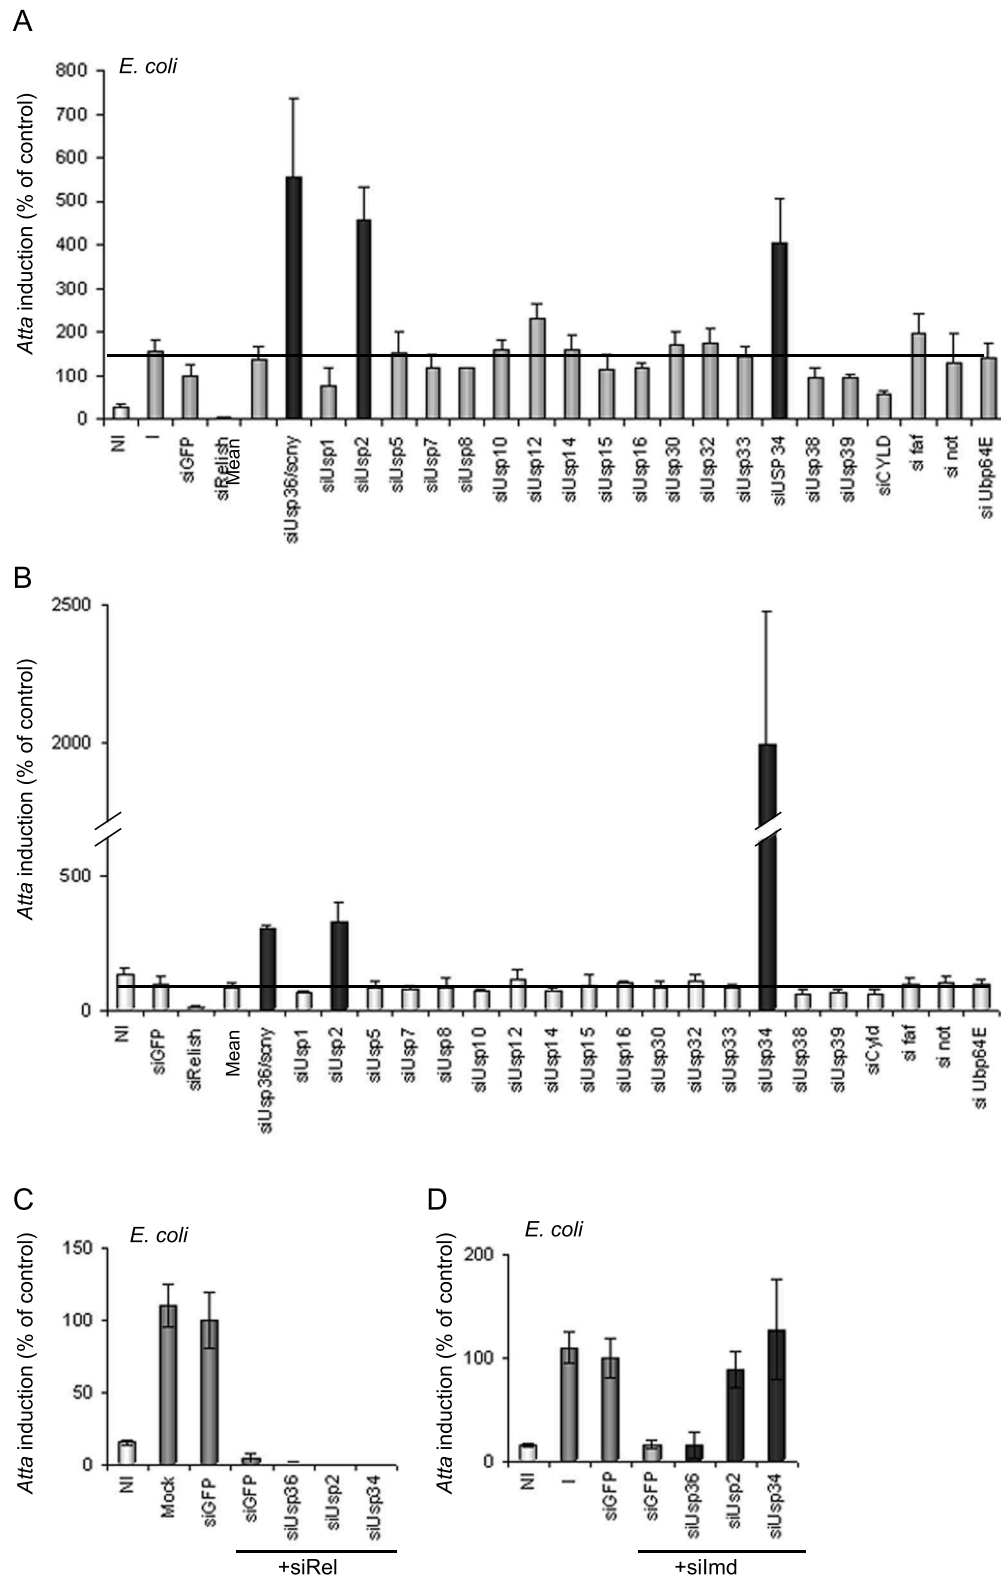 A
E. coli
Atta induction (% of control)
800
700
600
500
400
300
200
100
0
NI
I
siGFP
siRelish
Mean
siUsp36/scny
siUsp1
siUsp2
siUsp5
siUsp7
siUsp8
siUsp10
siUsp12
siUsp14
siUsp15
siUsp16
siUsp30
siUsp32
siUsp33
siUSP 34
siUsp38
siUsp39
siCYLD
si faf
si not
si Ubp64E
B
Atta induction (% of control)
2500
2000
500
0
NI
siGFP
siRelish
Mean
siUsp36/scny
siUsp1
siUsp2
siUsp5
siUsp7
siUsp8
siUsp10
siUsp12
siUsp14
siUsp15
siUsp16
siUsp30
siUsp32
siUsp33
siUsp34
siUsp38
siUsp39
siCyld
si faf
si not
si Ubp64E
C
E. coli
Atta induction (% of control)
150
100
50
0
NI
Mock
siGFP
siGFP
siUsp36
siUsp2
siUsp34
+siRel
D
E. coli
Atta induction (% of control)
200
100
0
NI
I
siGFP
siGFP
siUsp36
siUsp2
siUsp34
+siImd